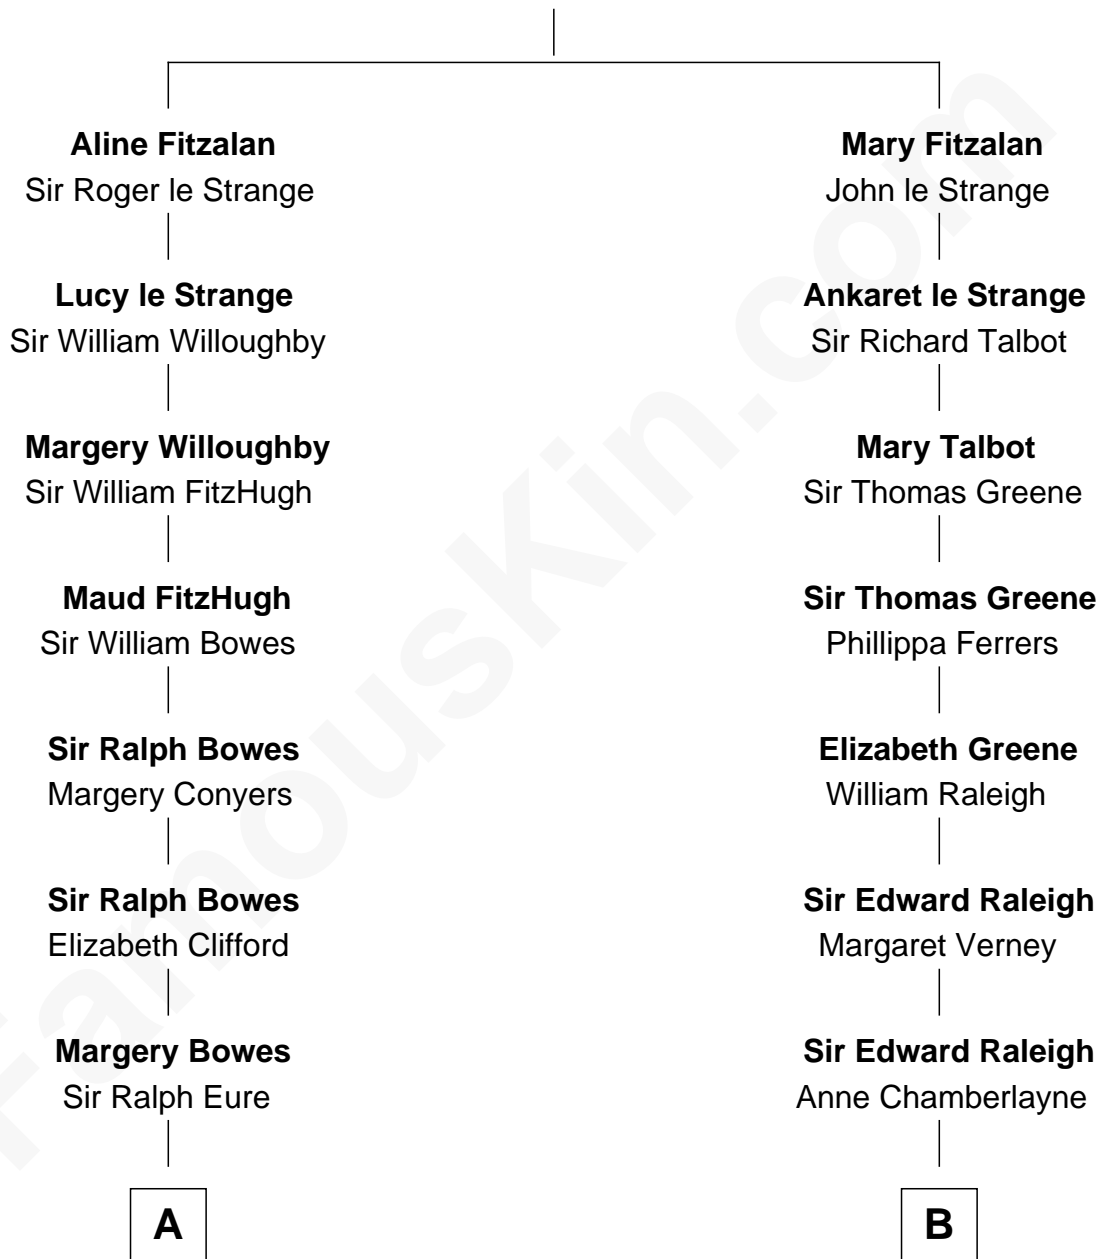 Aline Fitzalan
Sir Roger le Strange
Mary Fitzalan
John le Strange
Lucy le Strange
Sir William Willoughby
Ankaret le Strange
Sir Richard Talbot
Margery Willoughby
Sir William FitzHugh
Mary Talbot
Sir Thomas Greene
Maud FitzHugh
Sir William Bowes
Sir Thomas Greene
Phillippa Ferrers
Sir Ralph Bowes
Margery Conyers
Elizabeth Greene
William Raleigh
Sir Ralph Bowes
Elizabeth Clifford
Sir Edward Raleigh
Margaret Verney
Margery Bowes
Sir Ralph Eure
Sir Edward Raleigh
Anne Chamberlayne
A
B
FamousKin.com